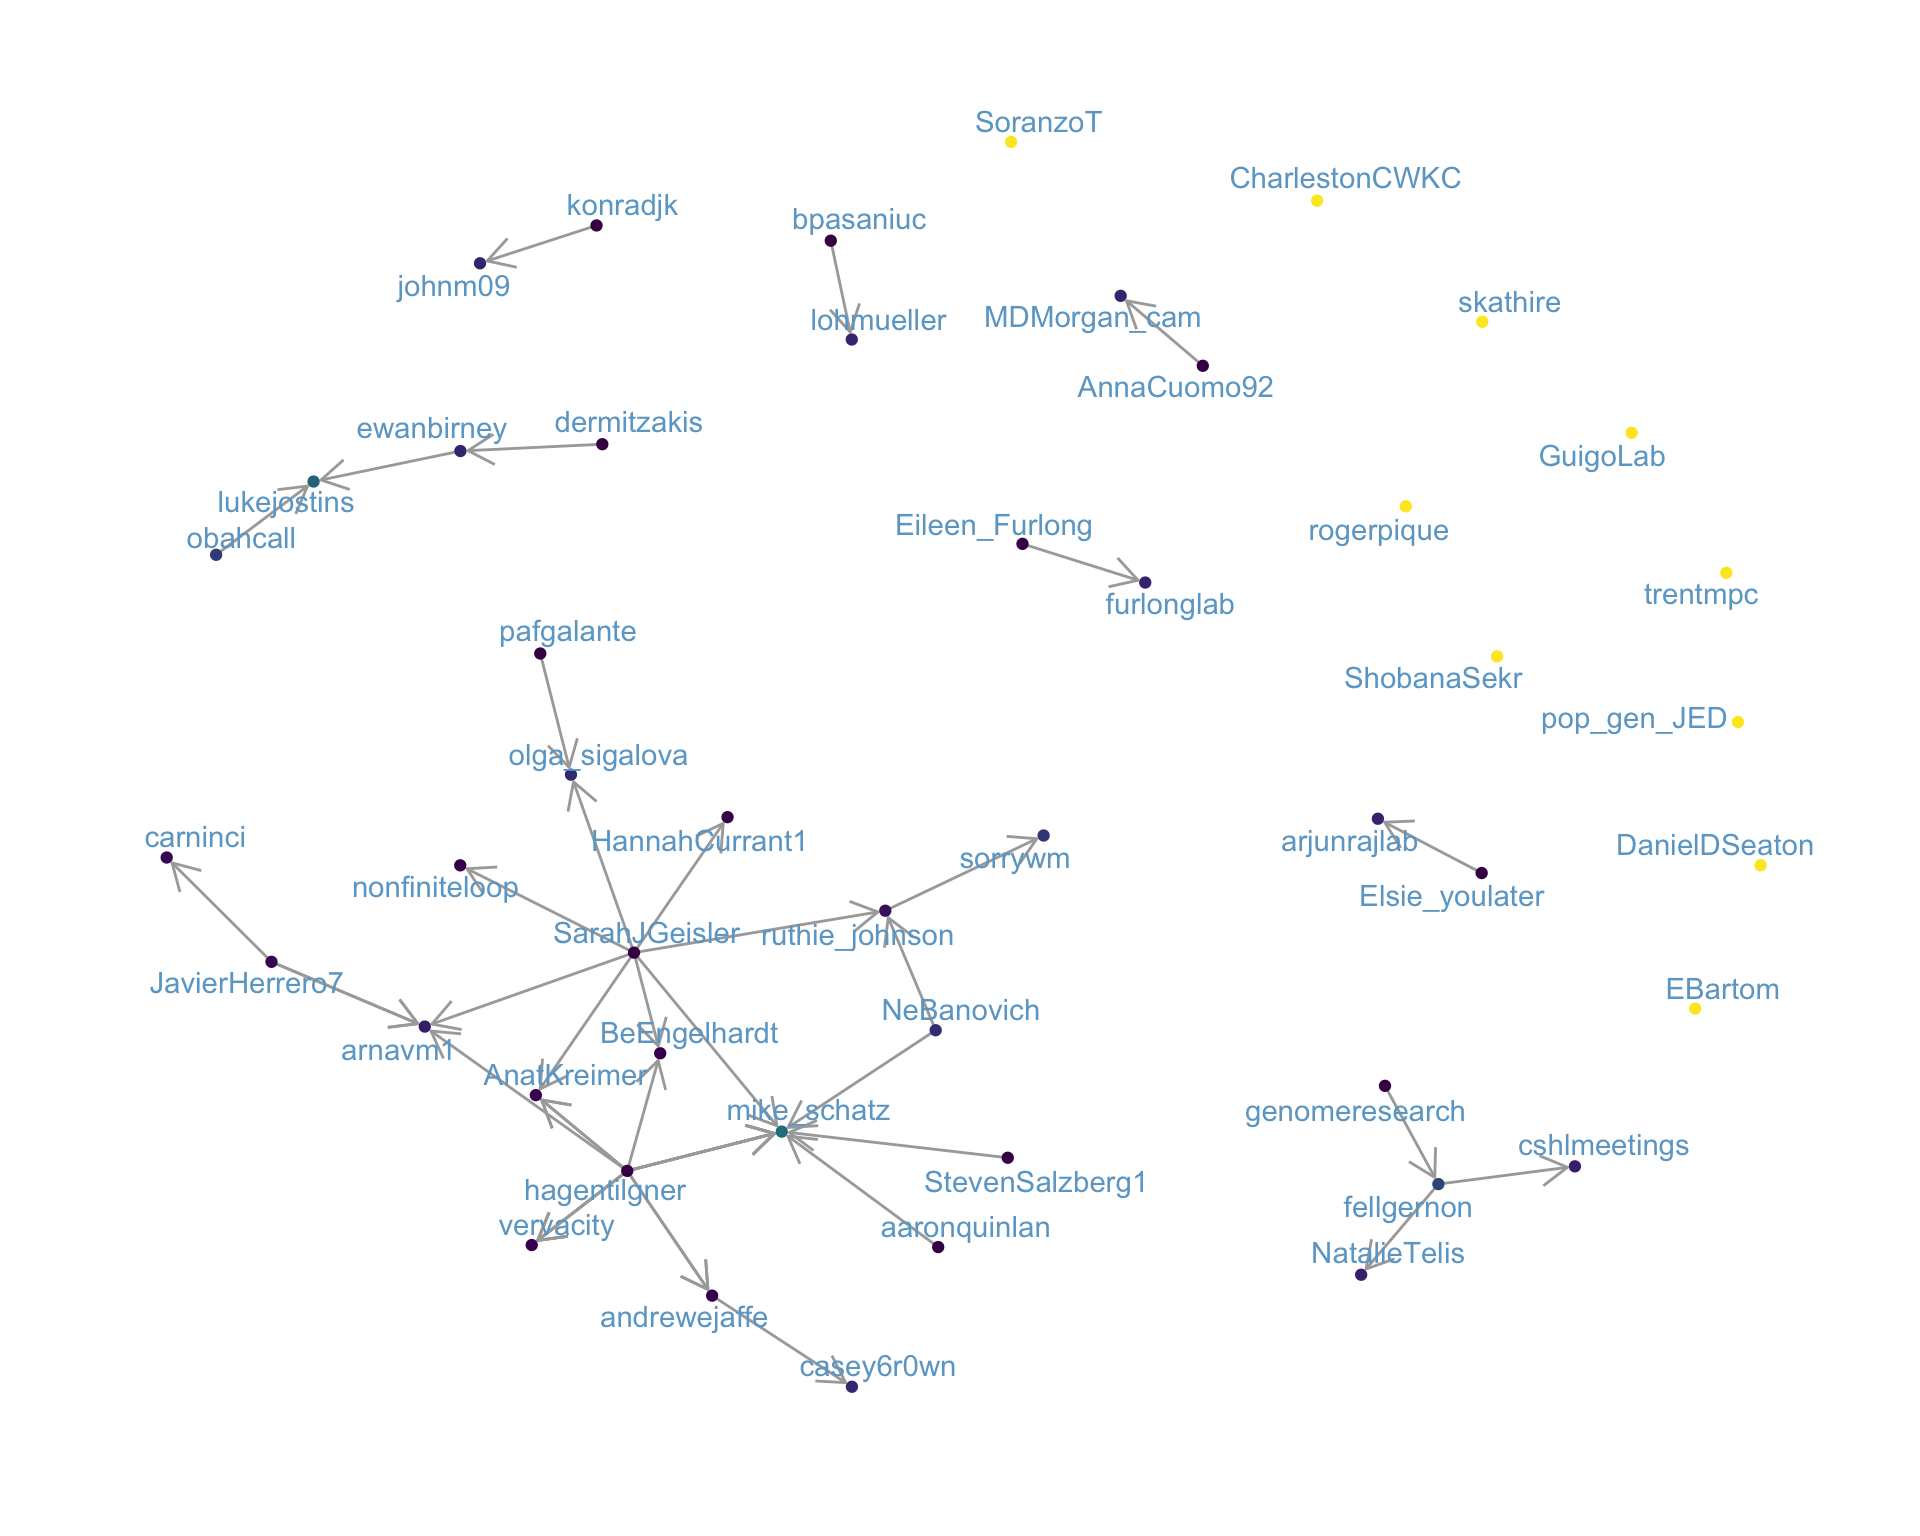 SoranzoT
CharlestonCWKC
konradjk
bpasaniuc
johnm09
skathire
MDMorgan_cam
lohmueller
AnnaCuomo92
dermitzakis
ewanbirney
GuigoLab
lukejostins
Eileen_Furlong
rogerpique
obahcall
trentmpc
furlonglab
pafgalante
ShobanaSekr
pop_gen_JED
olga_sigalova
carninci
HannahCurrant1
arjunrajlab
DanielDSeaton
sorrywm
nonfiniteloop
Elsie_youlater
SarahJGeisler
ruthie_johnson
JavierHerrero7
EBartom
NeBanovich
BeEngelhardt
arnavm1
AnatKreimer
mike_schatz
genomeresearch
cshlmeetings
StevenSalzberg1
hagentilgner
fellgernon
vervacity
aaronquinlan
NatalieTelis
andrewejaffe
casey6r0wn